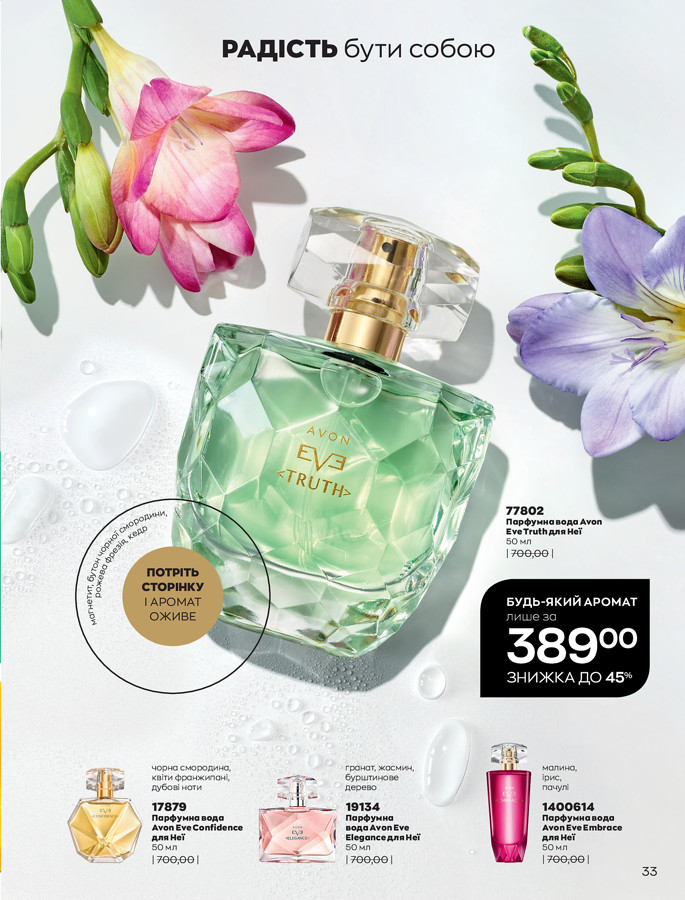 РАДІСТЬ бути собою
AVON
EVE
<TRUTH>
магнетит, бутон чорної смородини,
рожева фрезія, кедр
ПОТРІТЬ
СТОРІНКУ
І АРОМАТ
ОЖИВЕ
77802
Парфумна вода Avon
Eve Truth для Неї
50 мл
| 700,00 |
БУДЬ-ЯКИЙ АРОМАТ
лише за
389⁰⁰
ЗНИЖКА ДО 45%
чорна смородина,
квіти франжипані,
дубові ноти
17879
Парфумна вода
Avon Eve Confidence
для Неї
50 мл
| 700,00 |
гранат, жасмин,
бурштинове
дерево
19134
Парфумна
вода Avon Eve
Elegance для Неї
50 мл
| 700,00 |
малина,
ірис,
пачулі
1400614
Парфумна вода
Avon Eve Embrace
для Неї
50 мл
| 700,00 |
33